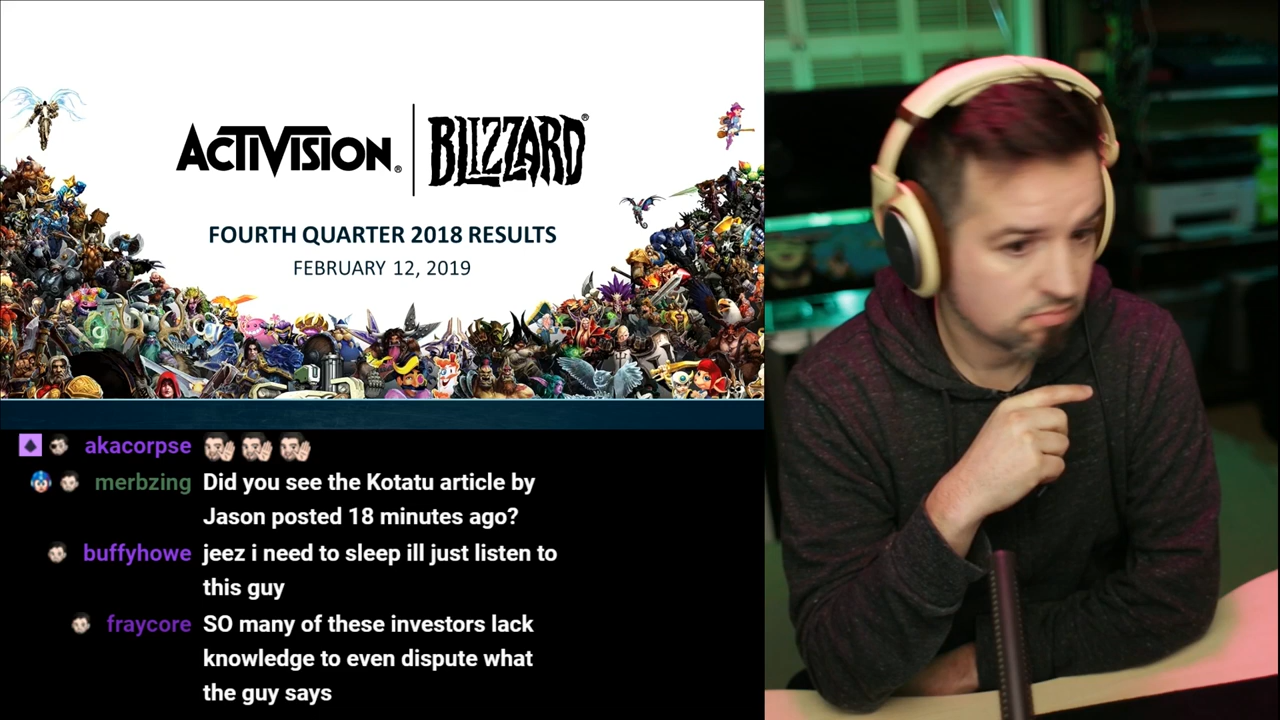 ACTIVISION® | BLIZZARD®
FOURTH QUARTER 2018 RESULTS
FEBRUARY 12, 2019
akacorpse
merbzing Did you see the Kotatu article by
Jason posted 18 minutes ago?
buffyhowe jeez i need to sleep ill just listen to
this guy
fraycore SO many of these investors lack
knowledge to even dispute what
the guy says